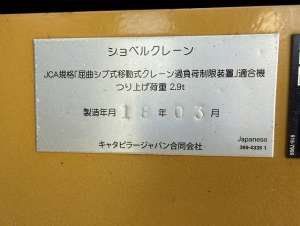 ショベルクレーン
JCA規格「屈曲ジブ式移動式クレーン過負荷制限装置」適合機
つり上げ荷重 2.9t
製造年月 18年 03月
Japanese
キャタピラージャパン合同会社